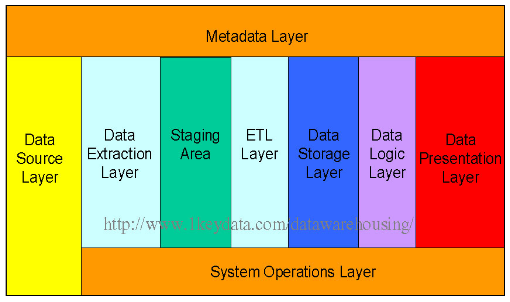 Metadata Layer
Data
Source
Layer
Data
Extraction
Layer
Staging
Area
ETL
Layer
Data
Storage
Layer
Data
Logic
Layer
Data
Presentation
Layer
http://www.1keydata.com/datawarehousing/
System Operations Layer